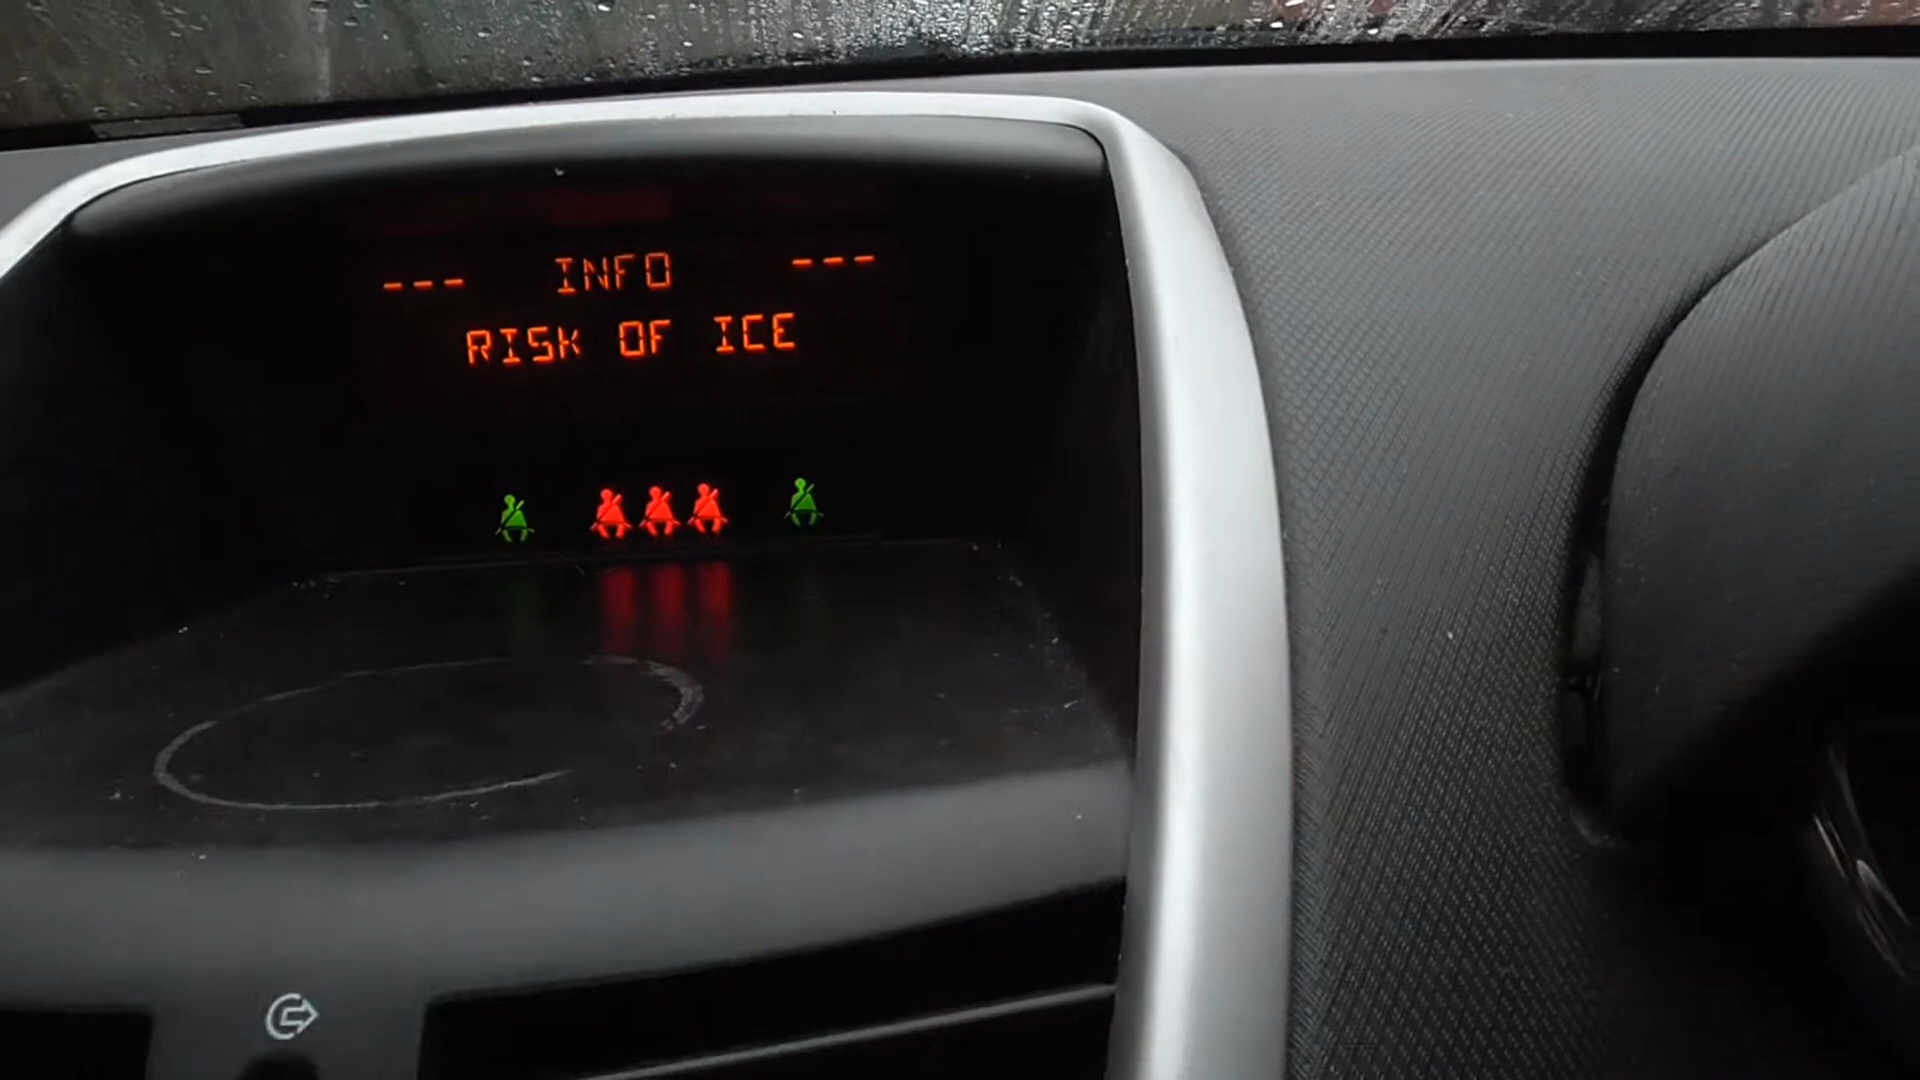 --- INFO ---
RISK OF ICE